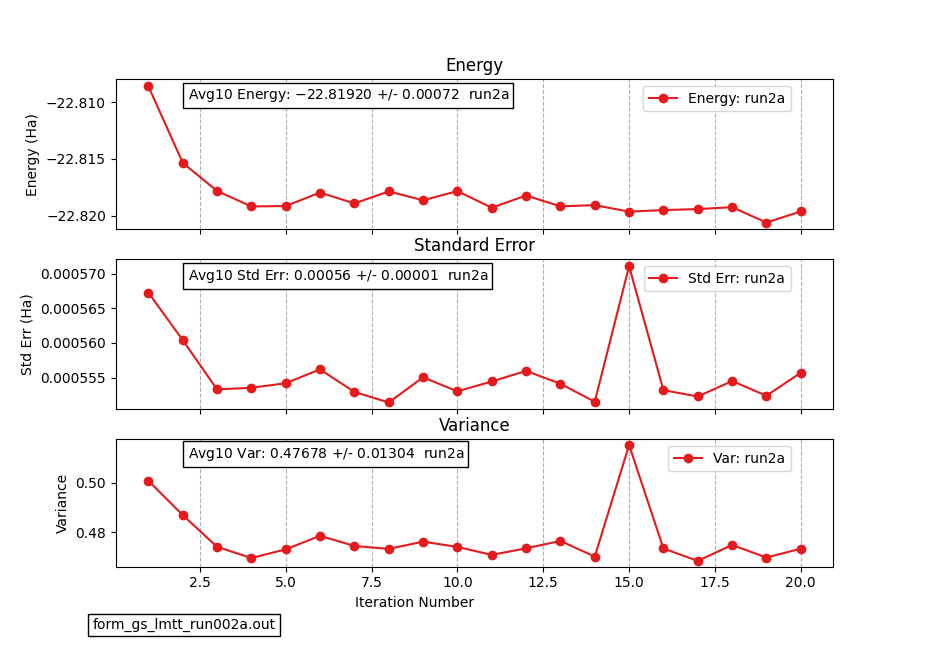 Energy
Energy (Ha)
−22.810
−22.815
−22.820
Avg10 Energy: −22.81920 +/- 0.00072  run2a
Energy: run2a
Standard Error
Std Err (Ha)
0.000570
0.000565
0.000560
0.000555
Avg10 Std Err: 0.00056 +/- 0.00001  run2a
Std Err: run2a
Variance
Variance
0.50
0.48
Avg10 Var: 0.47678 +/- 0.01304  run2a
Var: run2a
2.5 5.0 7.5 10.0 12.5 15.0 17.5 20.0
Iteration Number
form_gs_lmtt_run002a.out